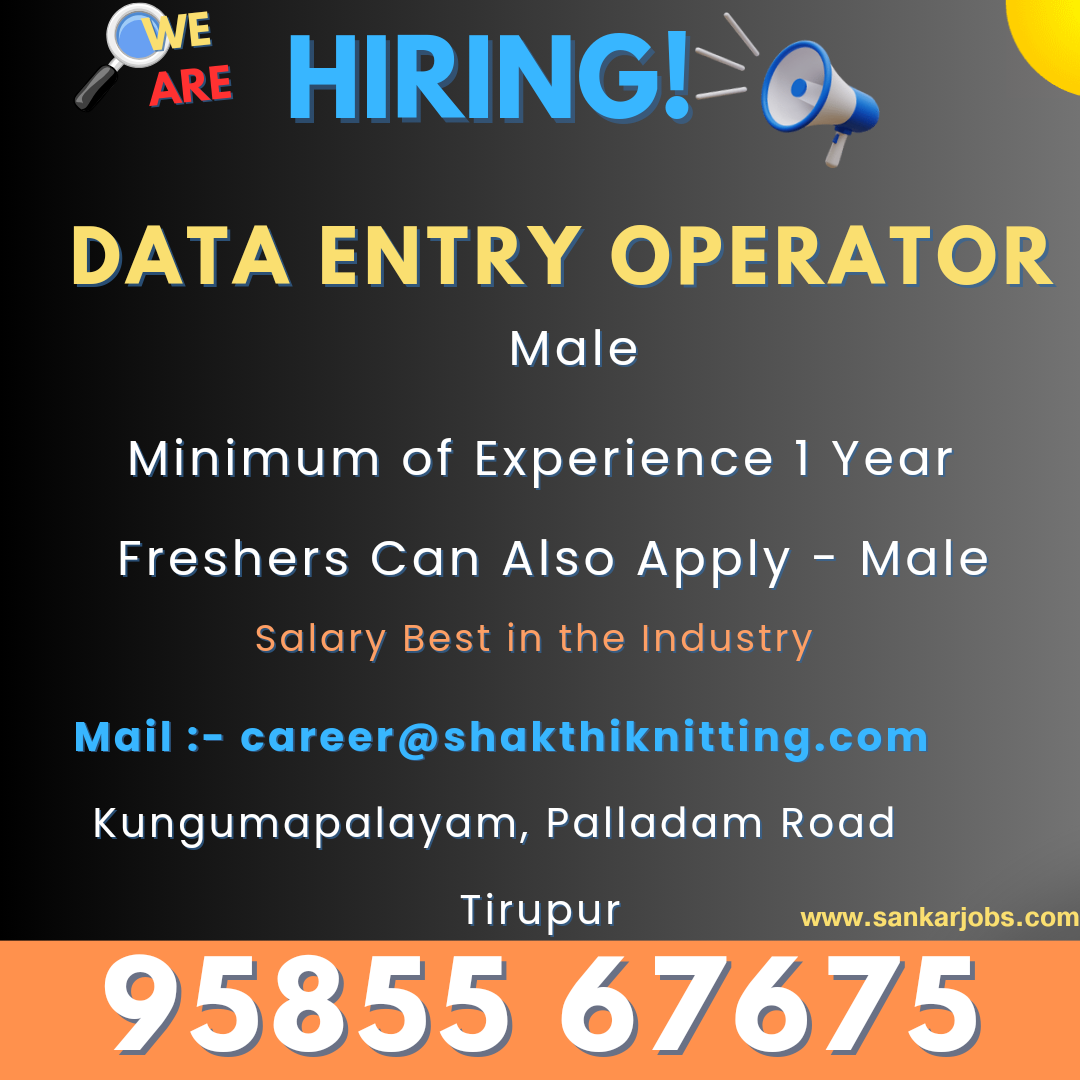 WE
ARE
HIRING!
DATA ENTRY OPERATOR
Male
Minimum of Experience 1 Year
Freshers Can Also Apply - Male
Salary Best in the Industry
Mail :- career@shakthiknitting.com
Kungumapalayam, Palladam Road
Tirupur
www.sankarjobs.com
95855 67675